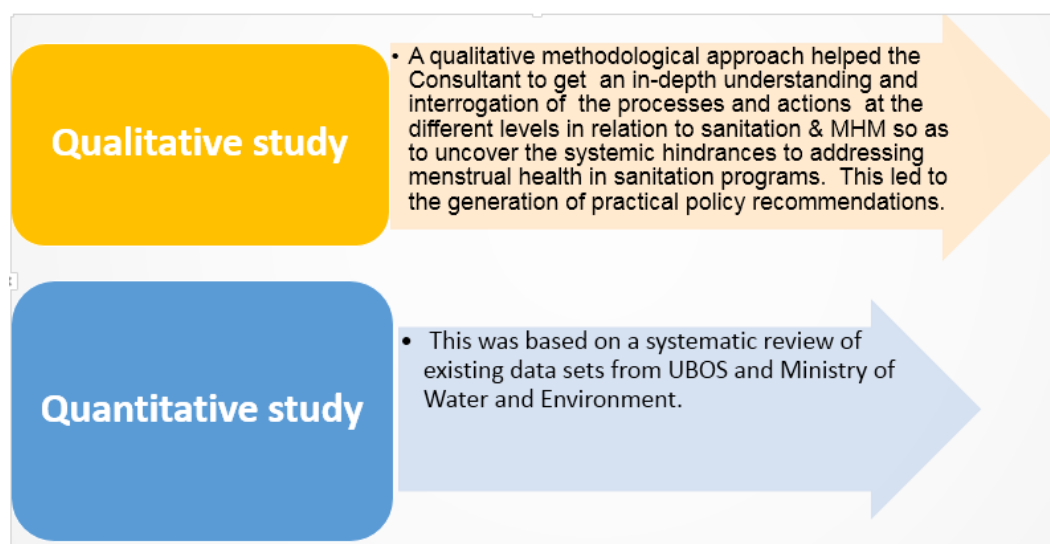 Qualitative study
• A qualitative methodological approach helped the
Consultant to get an in-depth understanding and
interrogation of the processes and actions at the
different levels in relation to sanitation & MHM so as
to uncover the systemic hindrances to addressing
menstrual health in sanitation programs. This led to
the generation of practical policy recommendations.
Quantitative study
• This was based on a systematic review of
existing data sets from UBOS and Ministry of
Water and Environment.